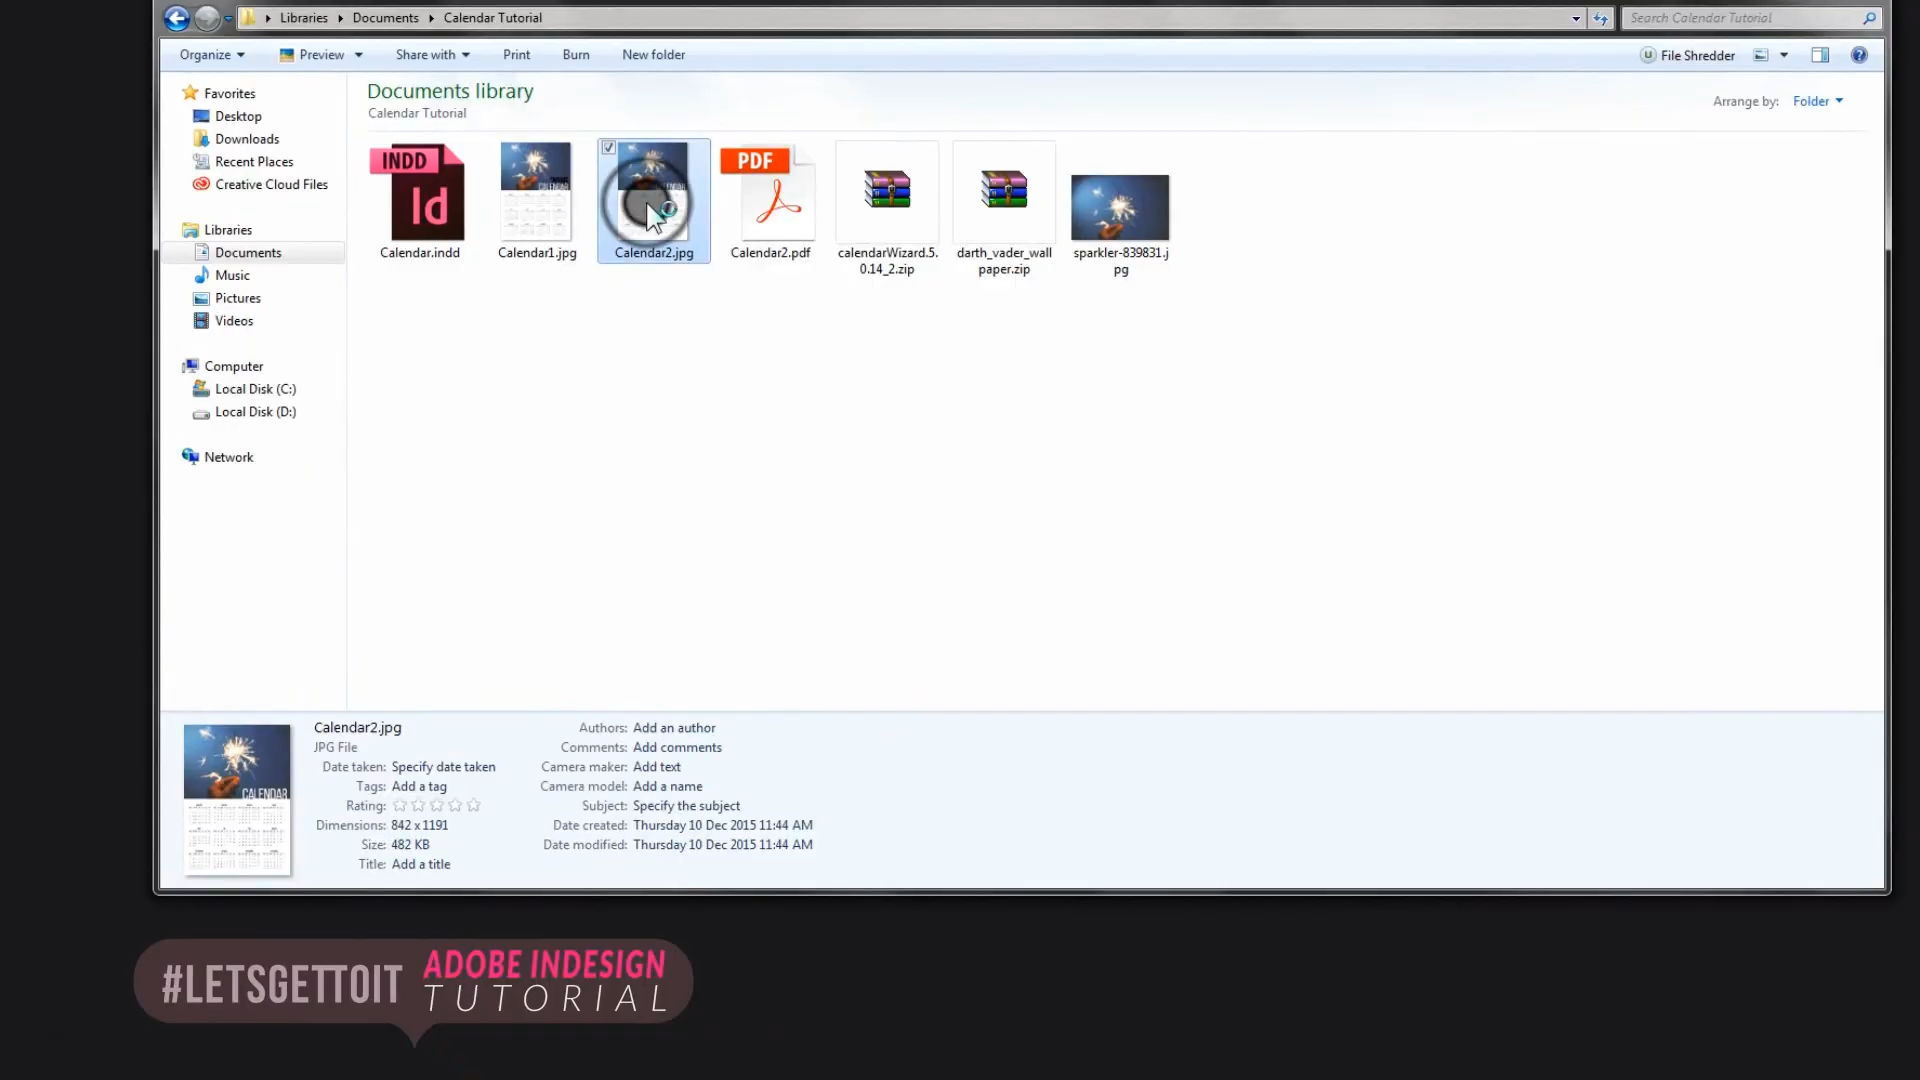 Libraries Documents Calendar Tutorial
Search Calendar Tutorial
Organize Preview Share with Print Burn New folder
File Shredder
Favorites
Desktop
Downloads
Recent Places
Creative Cloud Files
Libraries
Documents
Music
Pictures
Videos
Computer
Local Disk (C:)
Local Disk (D:)
Network
Documents library
Calendar Tutorial
Arrange by: Folder
INDD
Id
Calendar.indd
Calendar1.jpg
Calendar2.jpg
PDF
Calendar2.pdf
calendarWizard.5.
0.14_2.zip
darth_vader_wall
paper.zip
sparkler-839831.j
pg
CALENDAR
Calendar2.jpg
JPG File
Date taken: Specify date taken
Tags: Add a tag
Rating:
Dimensions: 842 x 1191
Size: 482 KB
Title: Add a title
Authors: Add an author
Comments: Add comments
Camera maker: Add text
Camera model: Add a name
Subject: Specify the subject
Date created: Thursday 10 Dec 2015 11:44 AM
Date modified: Thursday 10 Dec 2015 11:44 AM
#LETSGETTOIT
ADOBE INDESIGN
TUTORIAL